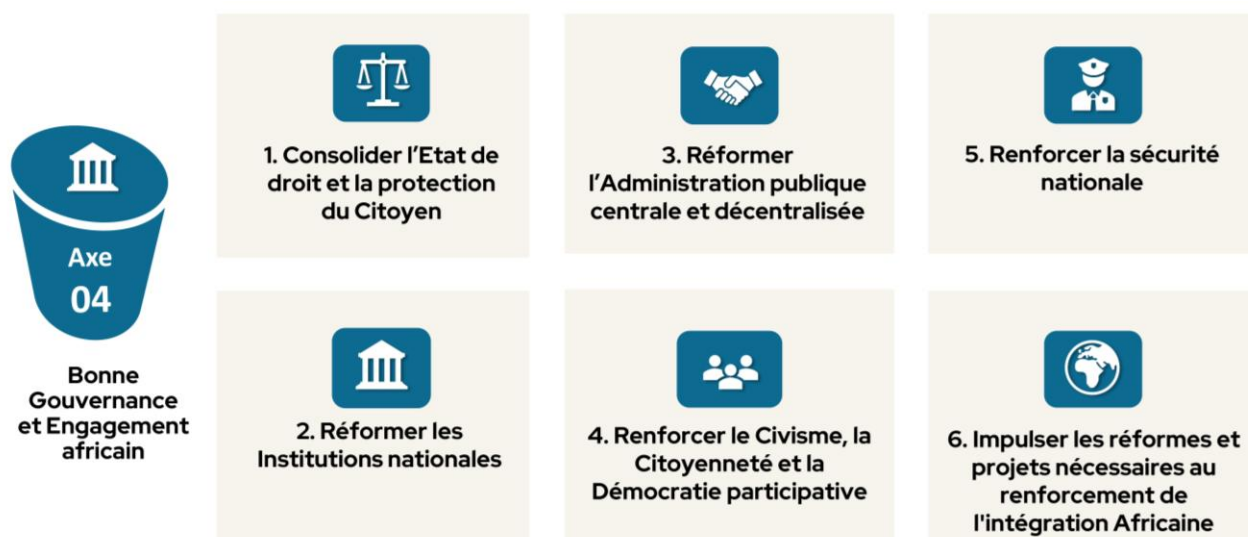 Axe
04
Bonne
Gouvernance
et Engagement
africain
1. Consolider l’Etat de
droit et la protection
du Citoyen
2. Réformer les
Institutions nationales
3. Réformer
l’Administration publique
centrale et décentralisée
4. Renforcer le Civisme, la
Citoyenneté et la
Démocratie participative
5. Renforcer la sécurité
nationale
6. Impulser les réformes et
projets nécessaires au
renforcement de
l'intégration Africaine